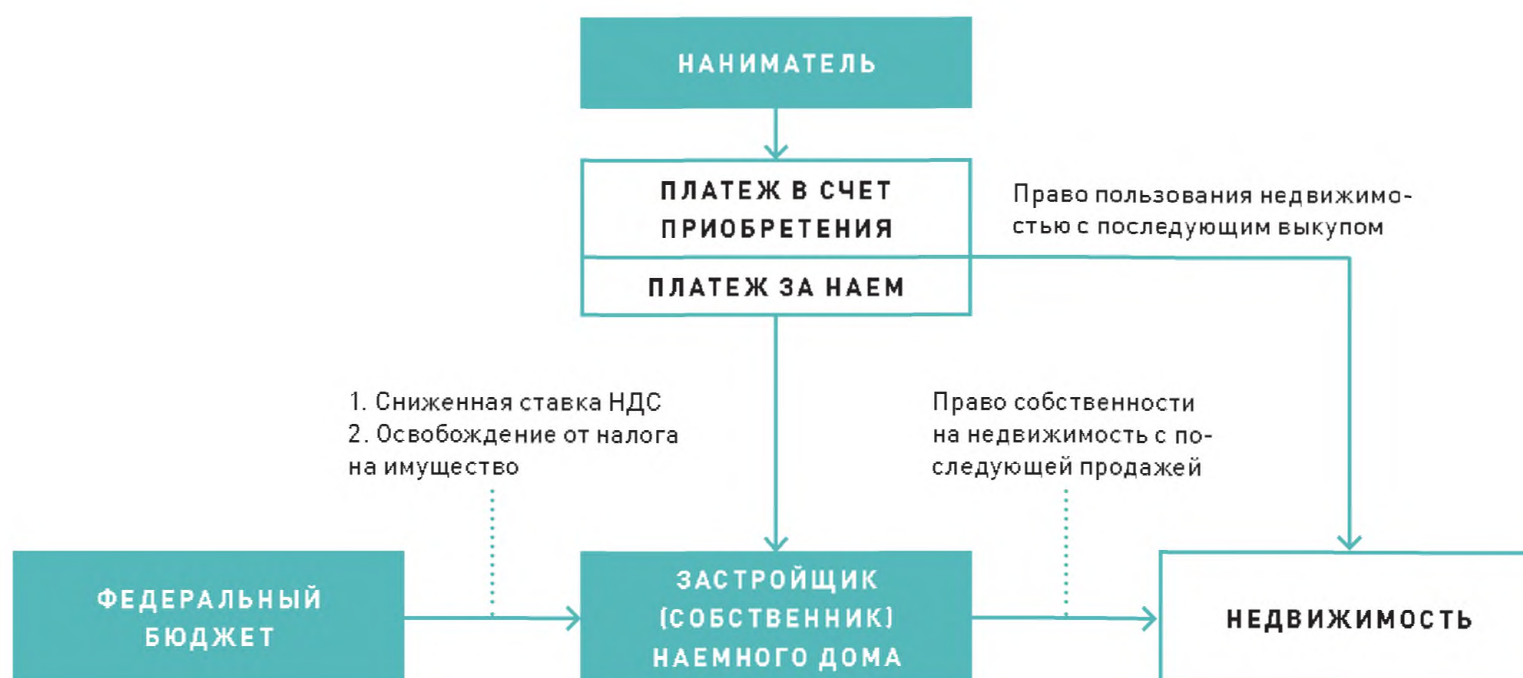 НАНИМАТЕЛЬ
ПЛАТЕЖ В СЧЕТ
ПРИОБРЕТЕНИЯ
ПЛАТЕЖ ЗА НАЕМ
Право пользования недвижимо-
стью с последующим выкупом
1. Сниженная ставка НДС
2. Освобождение от налога
на имущество
Право собственности
на недвижимость с по-
следующей продажей
ФЕДЕРАЛЬНЫЙ
БЮДЖЕТ
ЗАСТРОЙЩИК
(СОБСТВЕННИК)
НАЕМНОГО ДОМА
НЕДВИЖИМОСТЬ